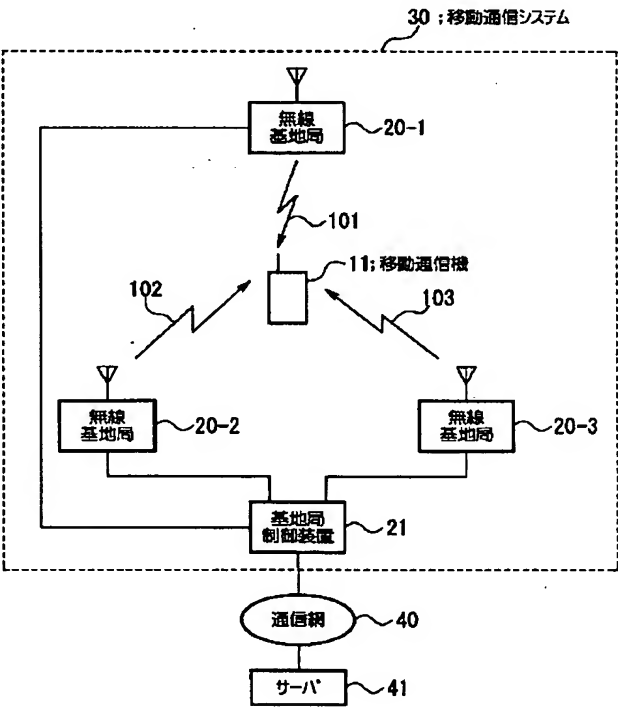 30;移動通信システム
無線
基地局
20-1
101
11;移動通信機
102
103
無線
基地局
20-2
無線
基地局
20-3
基地局
制御装置
21
通信網
40
サーバ
41